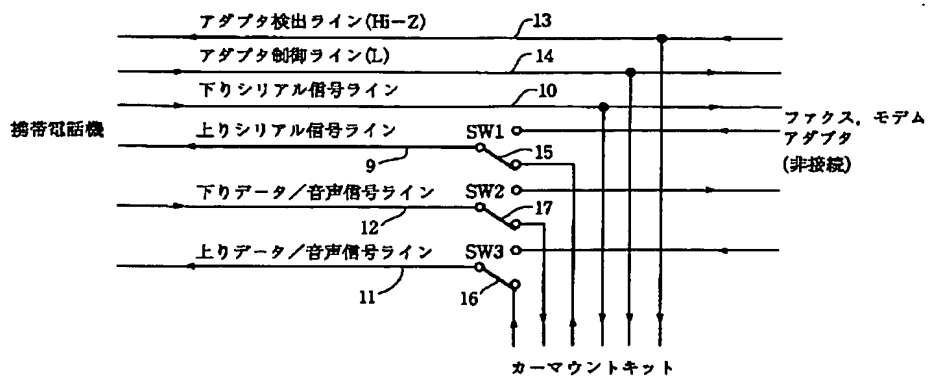 アダプタ検出ライン(Hi-Z)
13
アダプタ制御ライン(L)
14
下りシリアル信号ライン
10
携帯電話機
ファクス，モデム
アダプタ
(非接続)
上りシリアル信号ライン
SW1
9
15
下りデータ／音声信号ライン
SW2
12
17
上りデータ／音声信号ライン
SW3
11
16
カーマウントキット